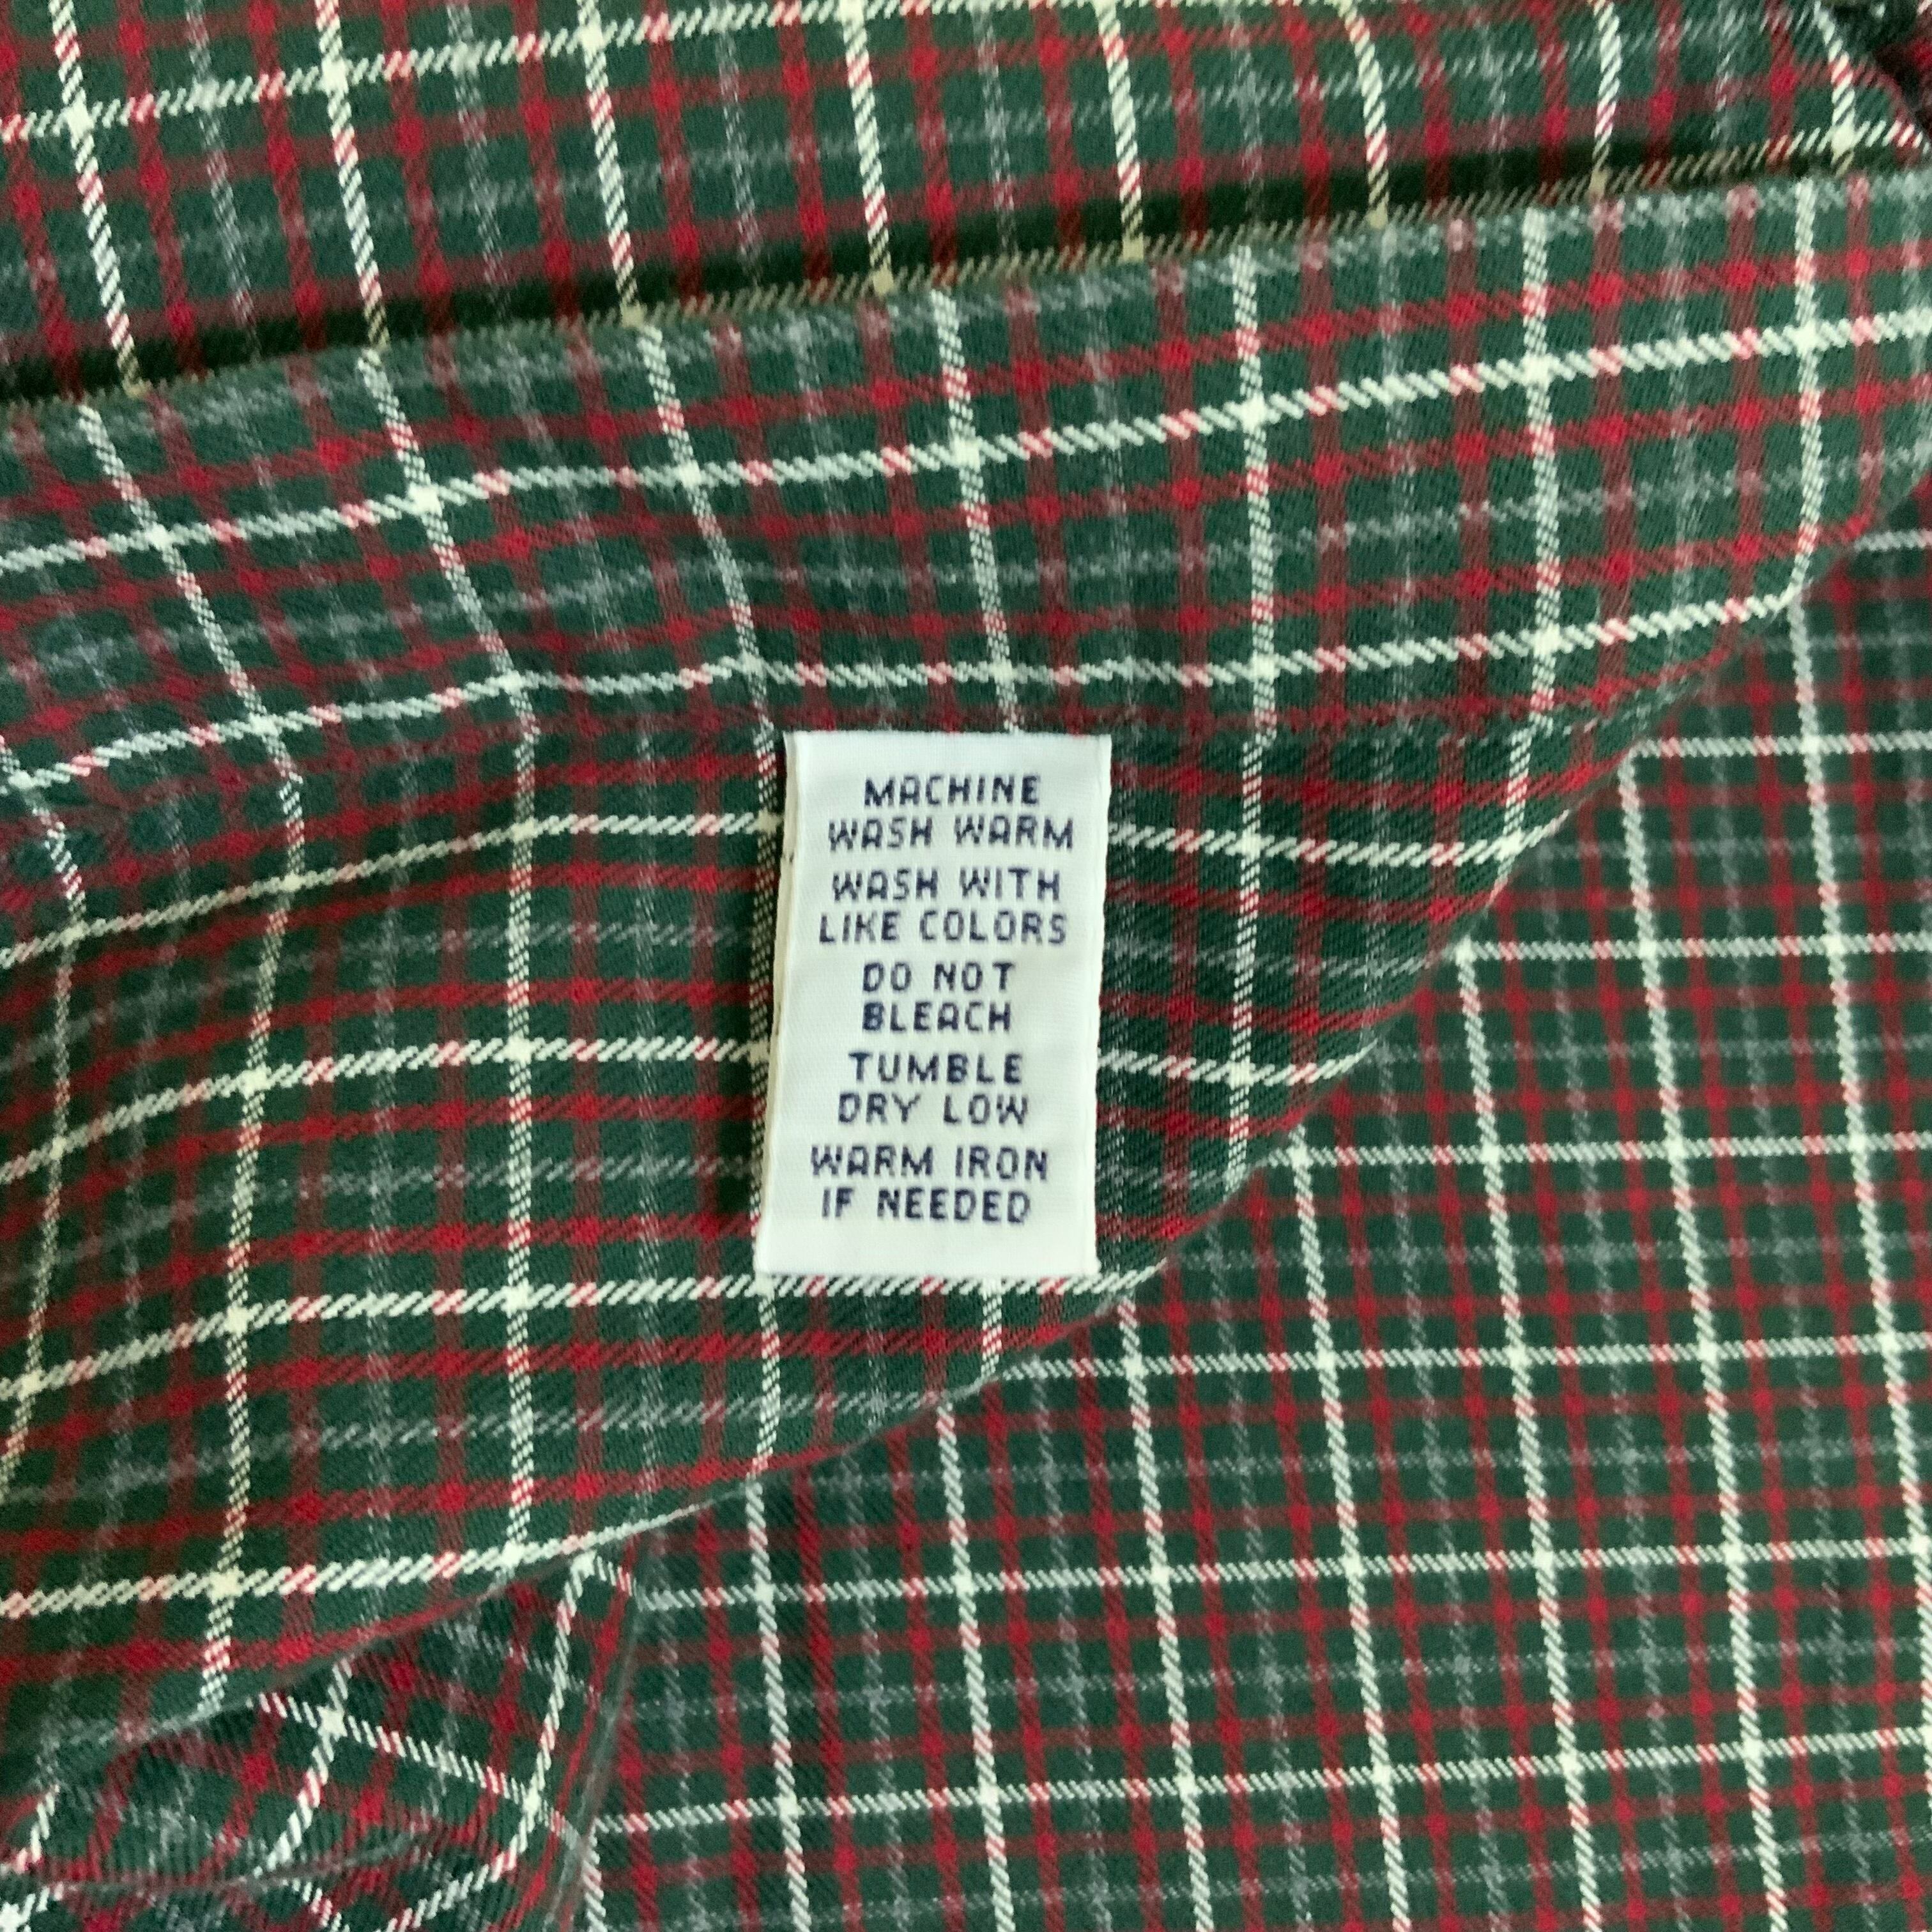 MACHINE
WASH WARM
WASH WITH
LIKE COLORS
DO NOT
BLEACH
TUMBLE
DRY LOW
WARM IRON
IF NEEDED